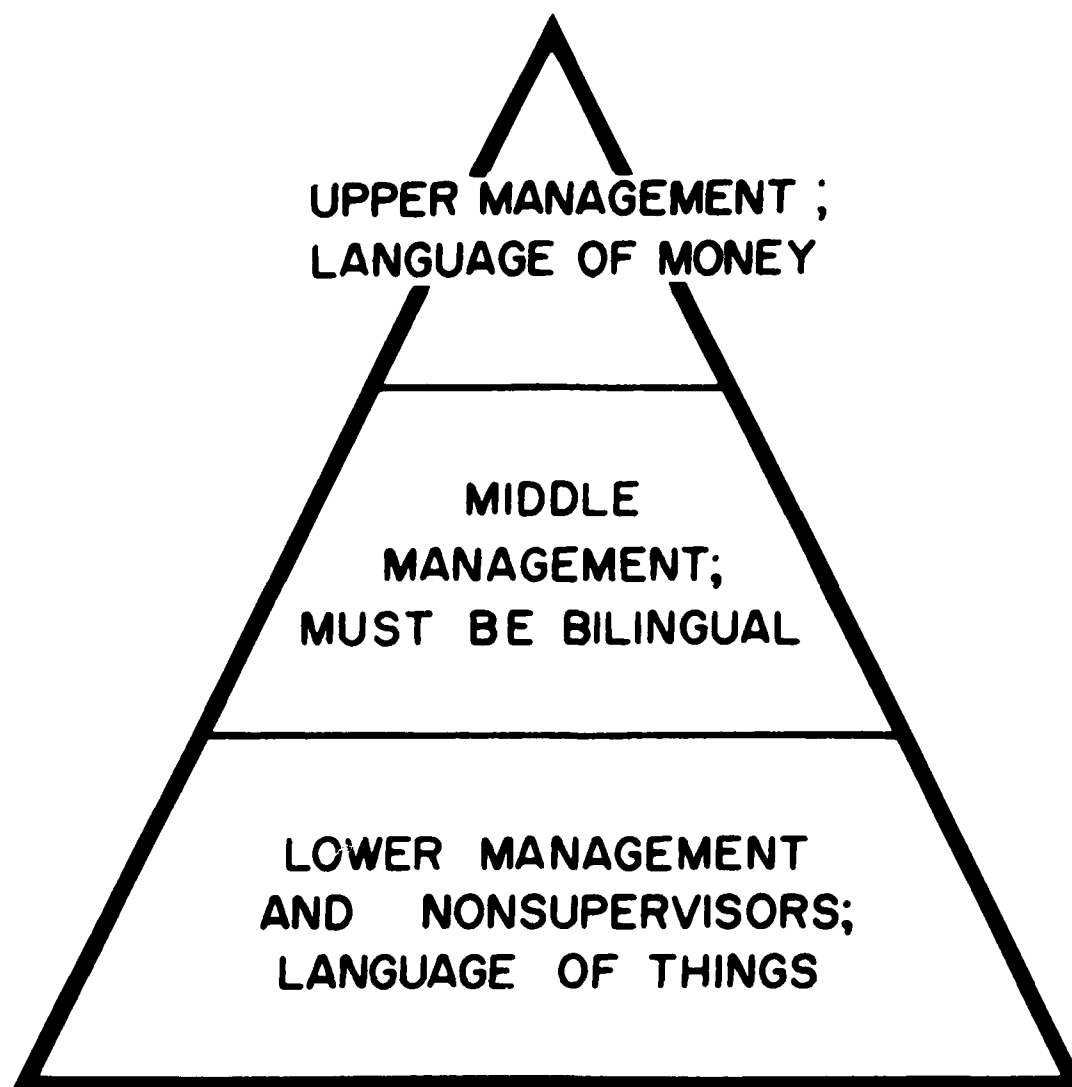 UPPER MANAGEMENT ;
LANGUAGE OF MONEY
MIDDLE
MANAGEMENT;
MUST BE BILINGUAL
LOWER MANAGEMENT
AND NONSUPERVISORS;
LANGUAGE OF THINGS